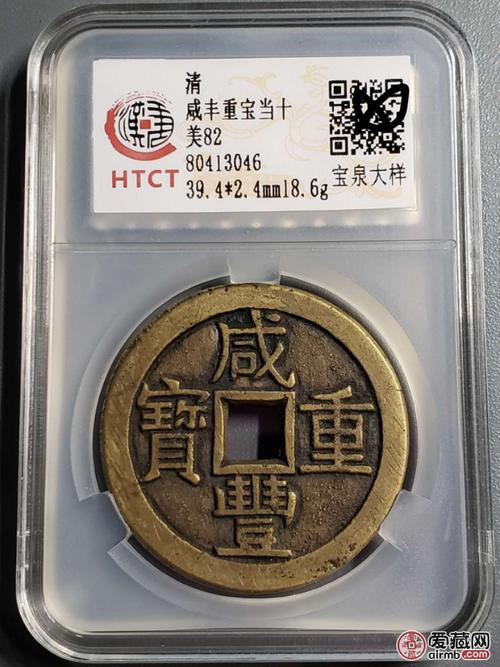 清
咸丰重宝当十
美82
80413046
39.4*2.4mm18.6g
HTCT
宝泉大样
咸
寶 重
豐
爱藏网
airmb.com